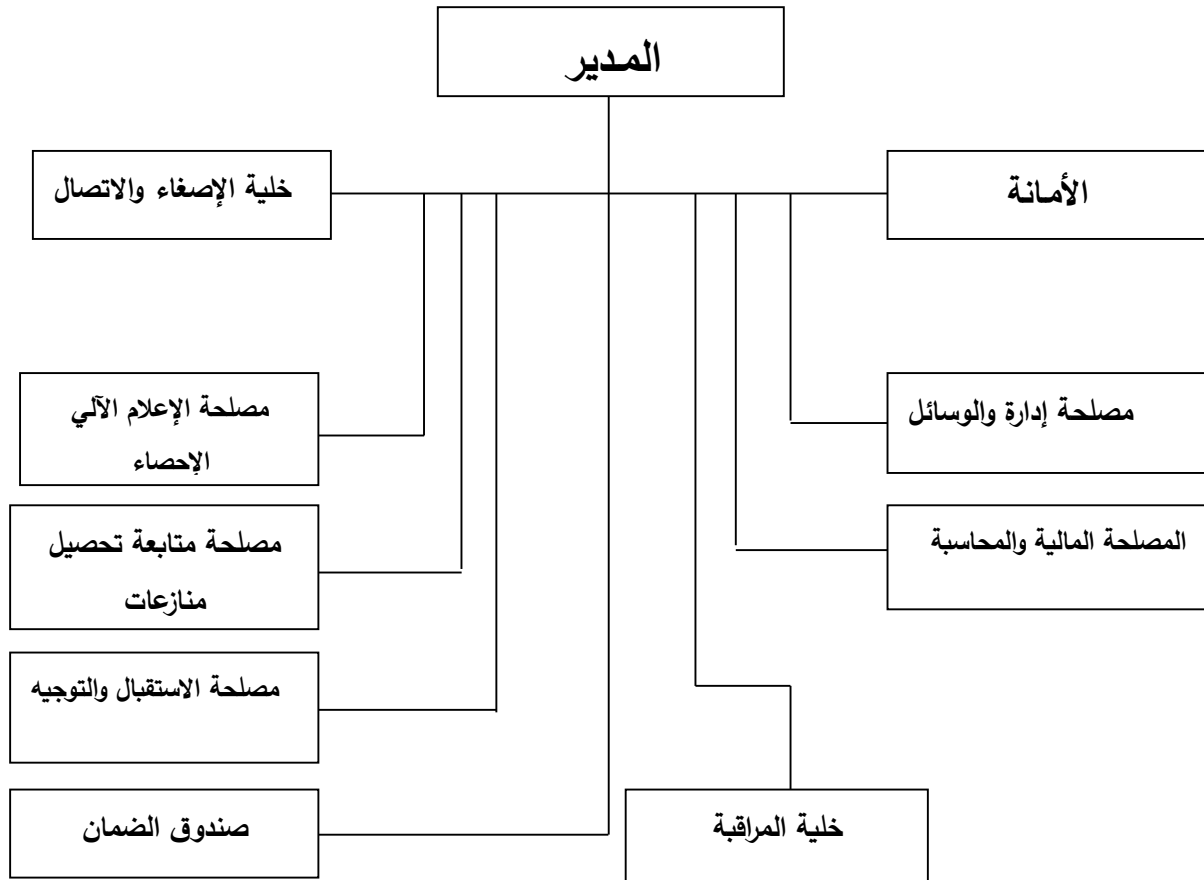 المدير
الأمانة
خلية الإصغاء والاتصال
مصلحة إدارة والوسائل
مصلحة الإعلام الآلي
الإحصاء
المصلحة المالية والمحاسبة
مصلحة متابعة تحصيل
منازعات
مصلحة الاستقبال والتوجيه
خلية المراقبة
صندوق الضمان